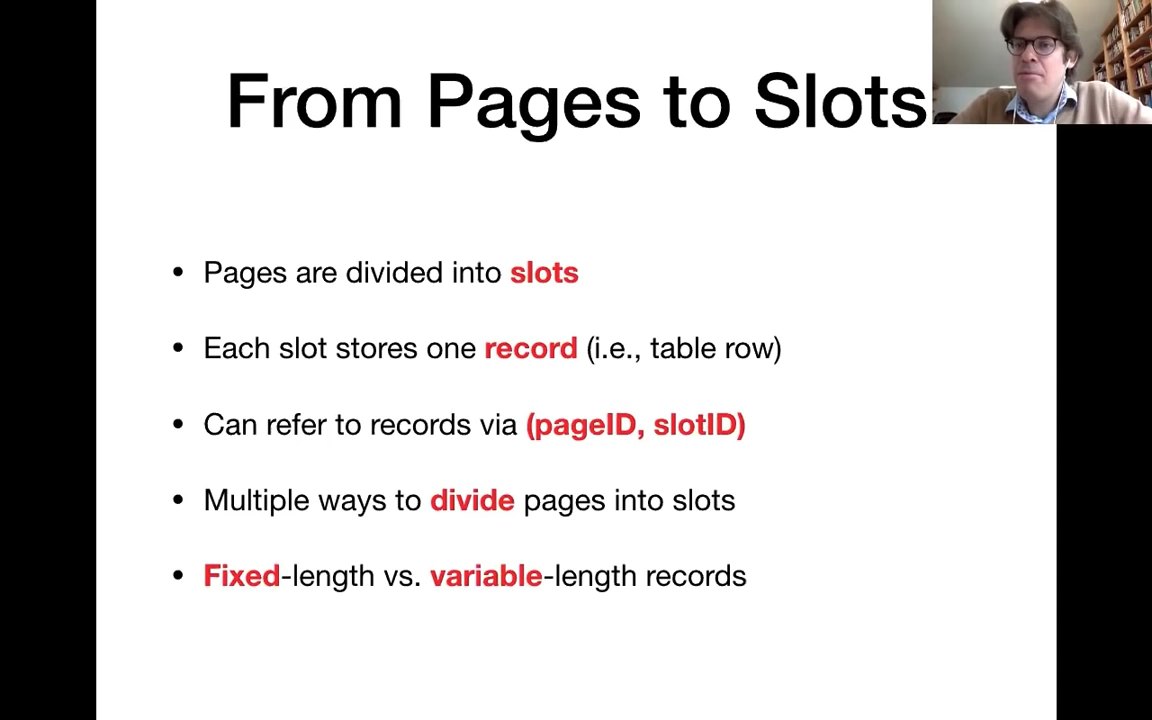 From Pages to Slots
• Pages are divided into slots
• Each slot stores one record (i.e., table row)
• Can refer to records via (pageID, slotID)
• Multiple ways to divide pages into slots
• Fixed-length vs. variable-length records